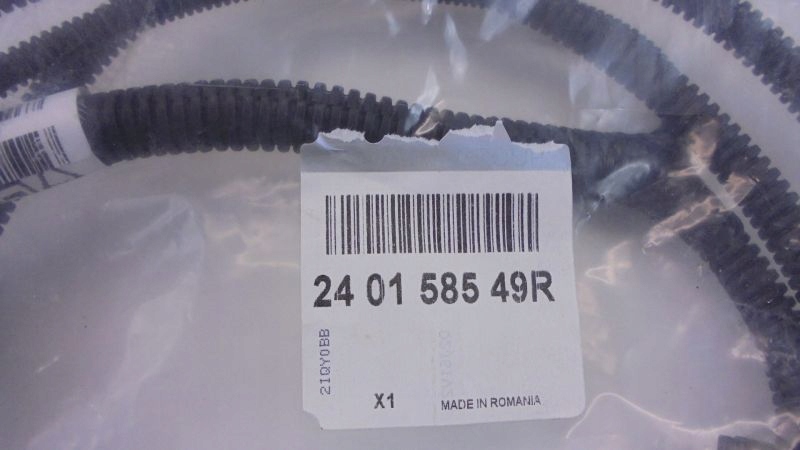 24 01 585 49R
21QY0BB
X1
MADE IN ROMANIA